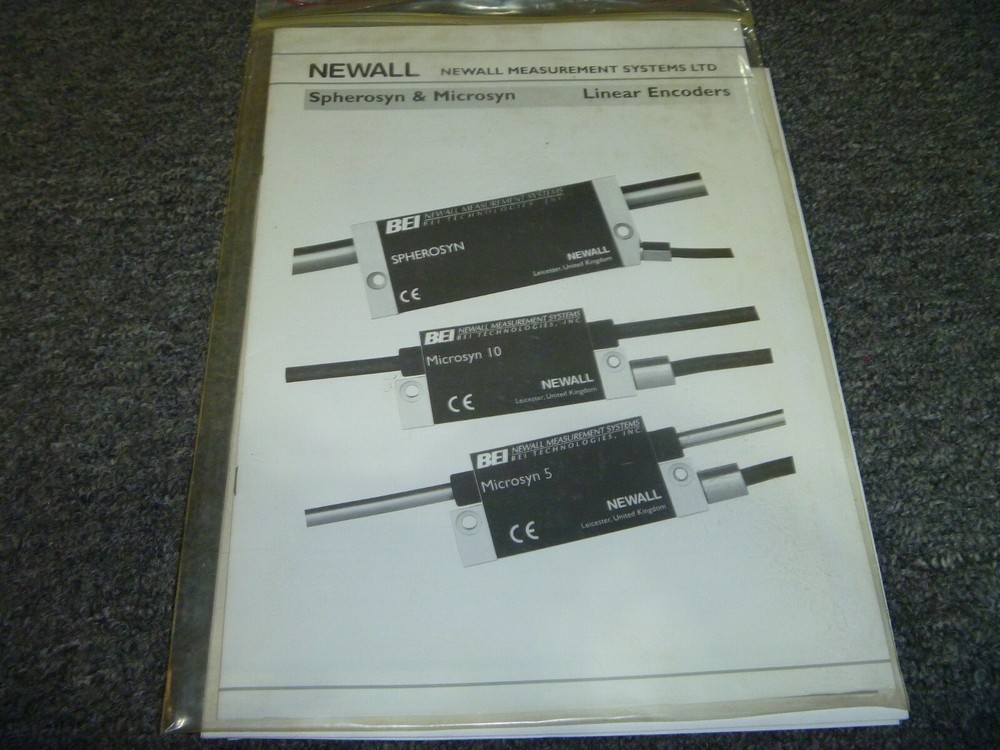 NEWALL NEWALL MEASUREMENT SYSTEMS LTD
Spherosyn & Microsyn Linear Encoders
BEI NEWALL MEASUREMENT SYSTEMS
BEI TECHNOLOGIES, INC
SPHEROSYN
NEWALL
Leicester, United Kingdom
CE
BEI NEWALL MEASUREMENT SYSTEMS
BEI TECHNOLOGIES, INC
Microsyn 10
NEWALL
Leicester, United Kingdom
CE
BEI NEWALL MEASUREMENT SYSTEMS
BEI TECHNOLOGIES, INC
Microsyn 5
NEWALL
Leicester, United Kingdom
CE